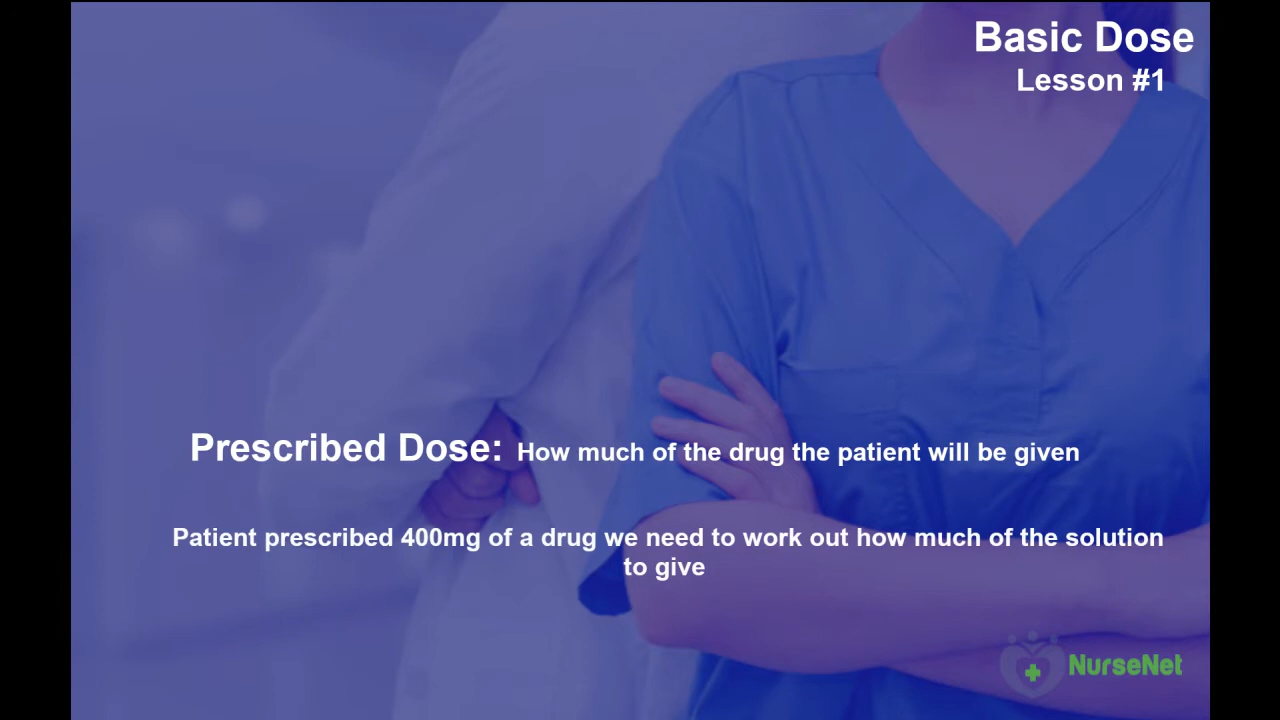 Basic Dose
Lesson #1
Prescribed Dose: How much of the drug the patient will be given
Patient prescribed 400mg of a drug we need to work out how much of the solution
to give
NurseNet